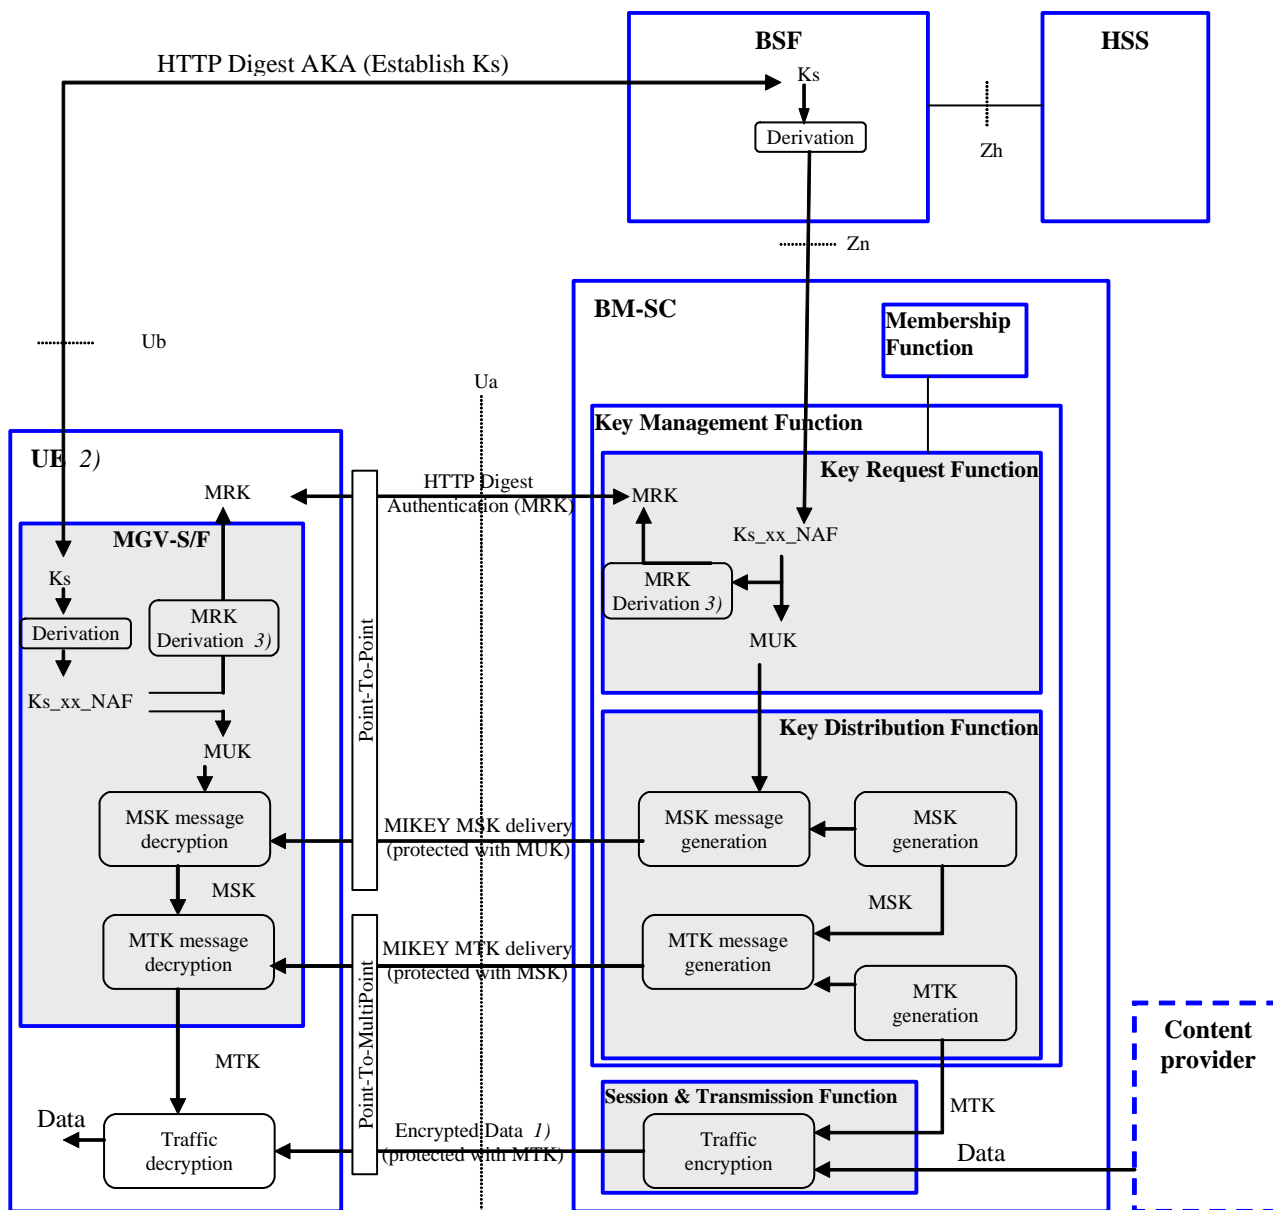 BSF
HSS
HTTP Digest AKA (Establish Ks)
Ks
Derivation
Zh
Zn
BM-SC
Membership
Function
Ub
Ua
Key Management Function
UE 2)
Key Request Function
MRK
HTTP Digest
Authentication (MRK)
MRK
MGV-S/F
Ks_xx_NAF
Ks
MRK
Derivation 3)
MRK
Derivation 3)
Derivation
MUK
Ks_xx_NAF
Point-To-Point
MUK
Key Distribution Function
MSK message
decryption
MIKEY MSK delivery
(protected with MUK)
MSK message
generation
MSK
generation
MSK
MSK
MTK message
decryption
MIKEY MTK delivery
(protected with MSK)
MTK message
generation
MTK
generation
Point-To-MultiPoint
Content
provider
MTK
Session & Transmission Function
MTK
Data
Traffic
decryption
Encrypted Data 1)
(protected with MTK)
Traffic
encryption
Data